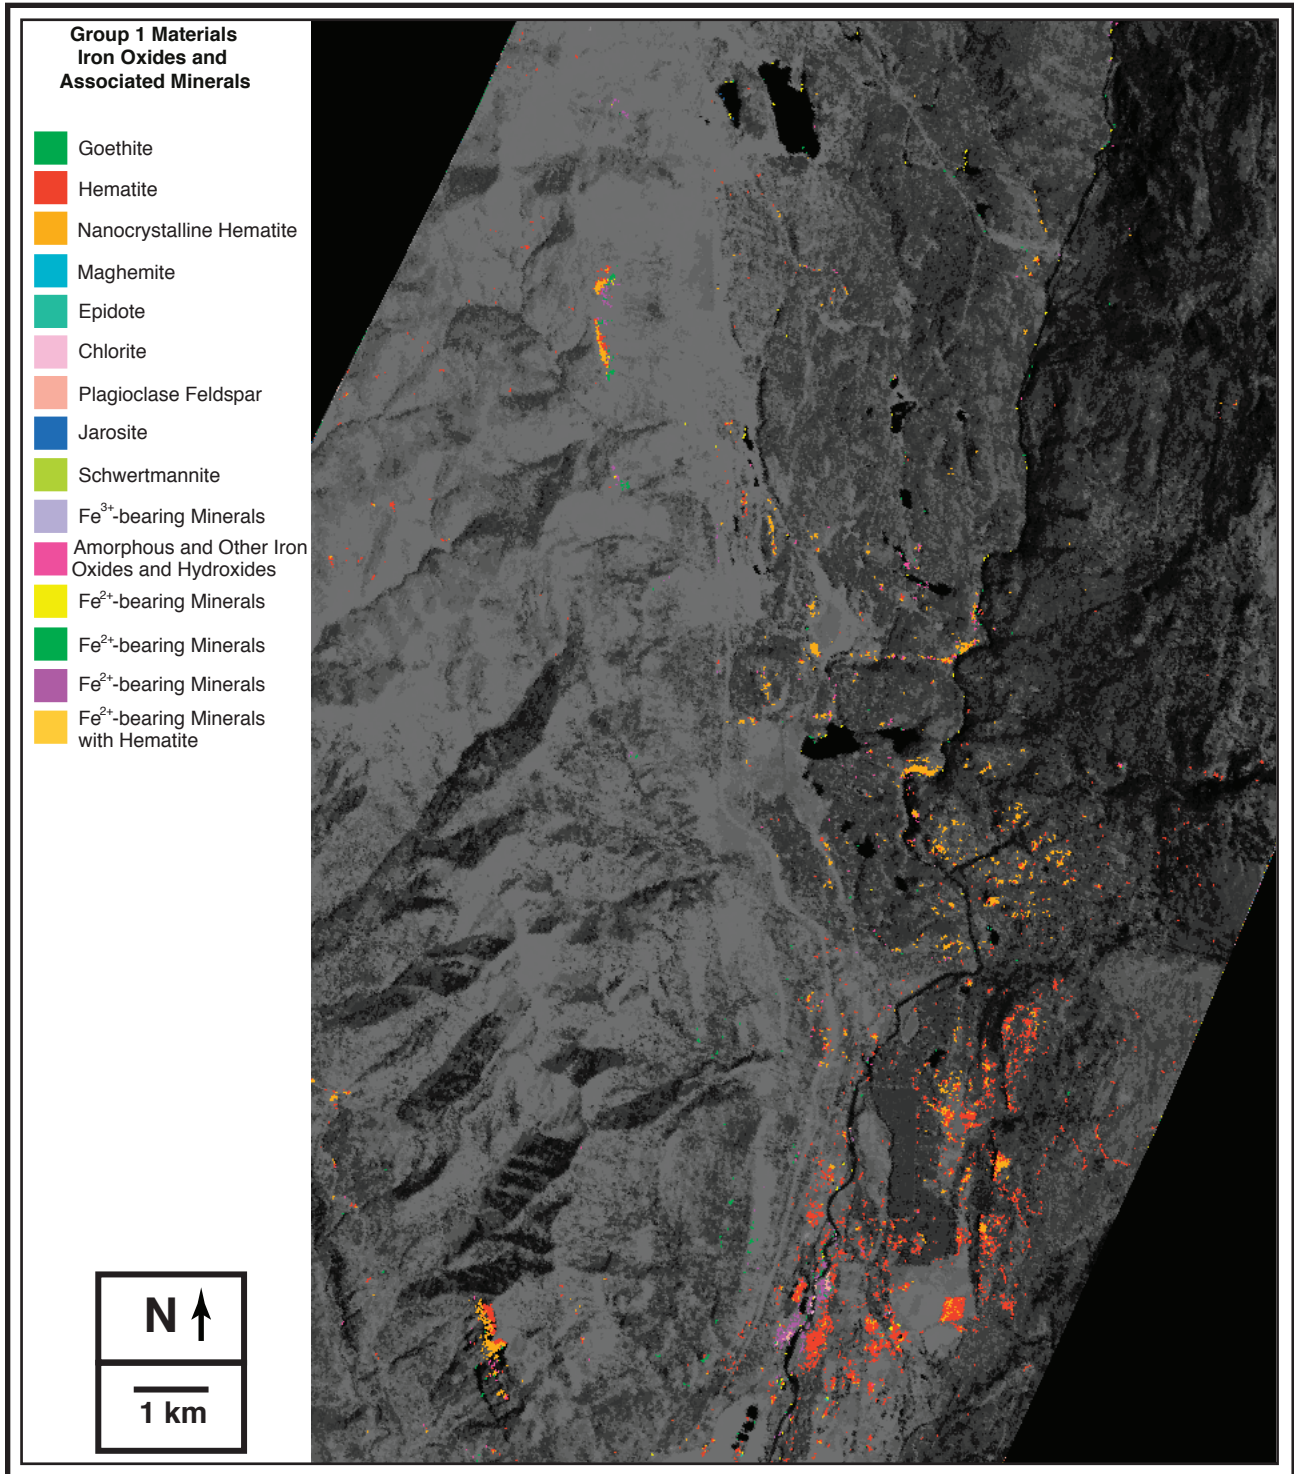 Group 1 Materials
Iron Oxides and
Associated Minerals
Goethite
Hematite
Nanocrystalline Hematite
Maghemite
Epidote
Chlorite
Plagioclase Feldspar
Jarosite
Schwertmannite
Fe³⁺-bearing Minerals
Amorphous and Other Iron
Oxides and Hydroxides
Fe²⁺-bearing Minerals
Fe²⁺-bearing Minerals
Fe²⁺-bearing Minerals
Fe²⁺-bearing Minerals
with Hematite
N
1 km